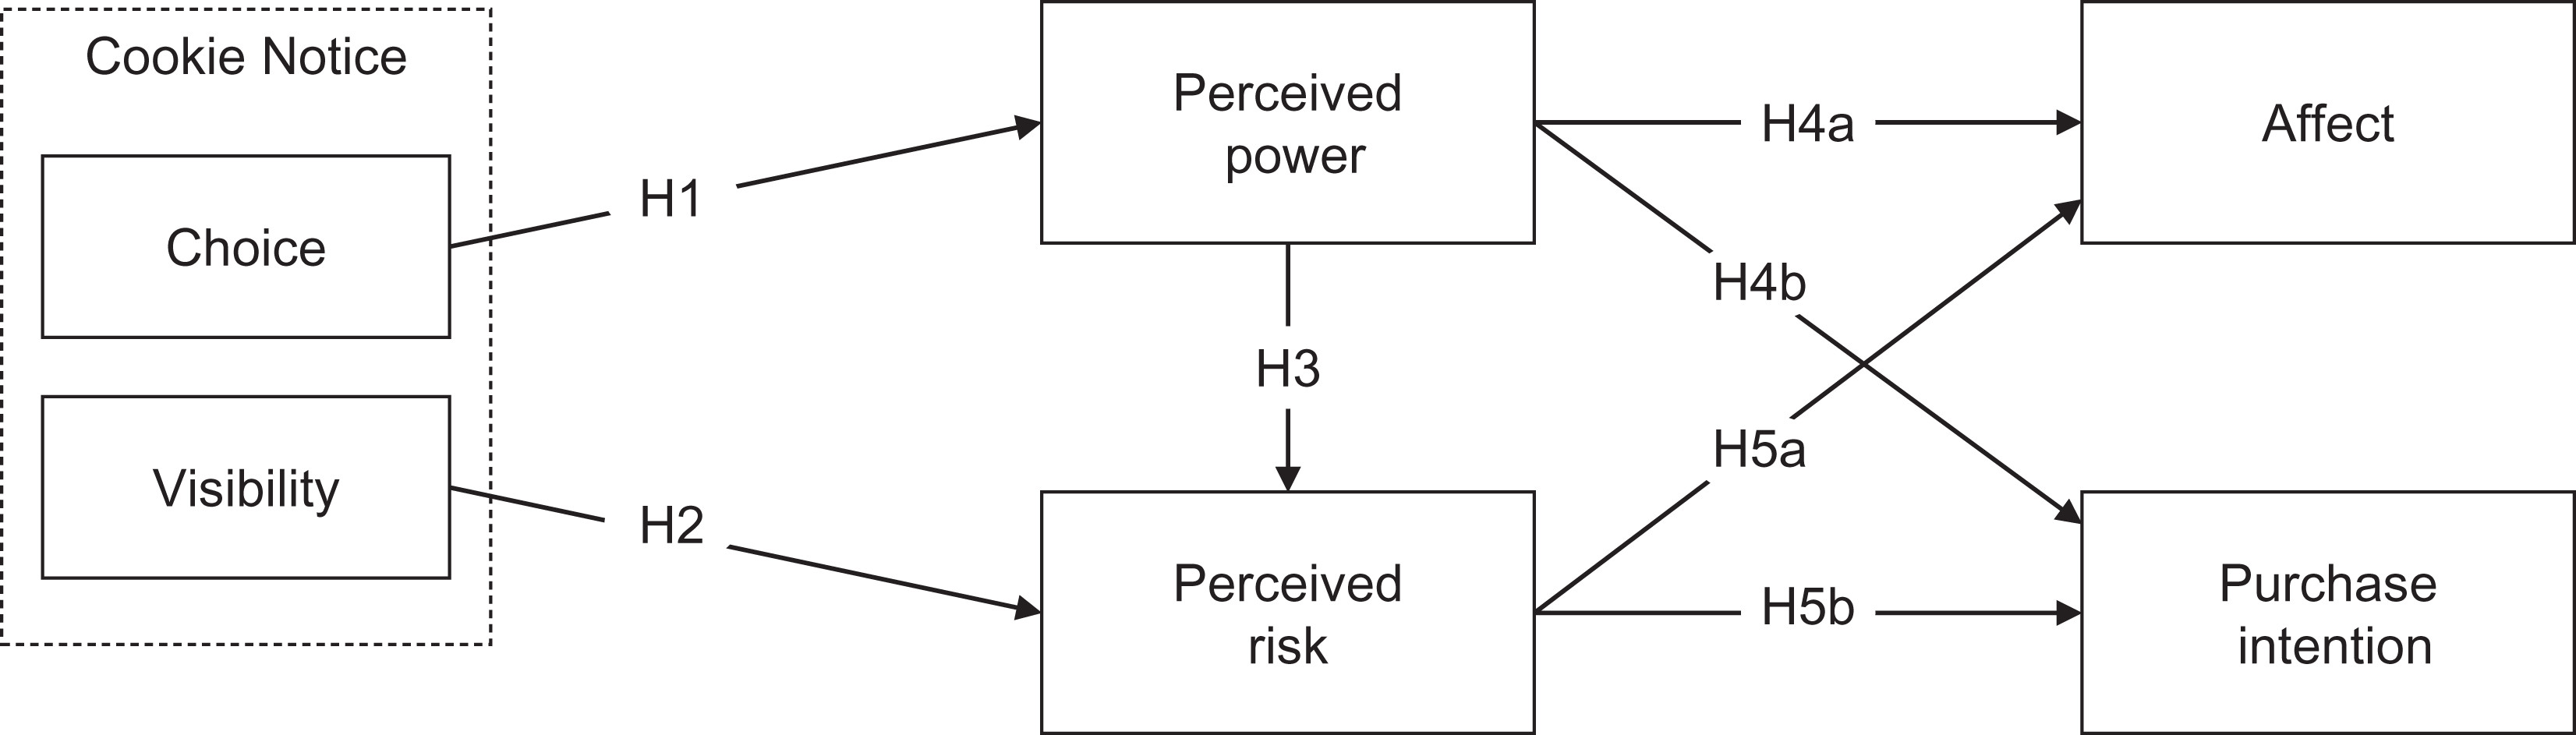 Cookie Notice
Choice
Visibility
H1
H2
Perceived
power
H3
Perceived
risk
H4a
H4b
H5a
H5b
Affect
Purchase
intention